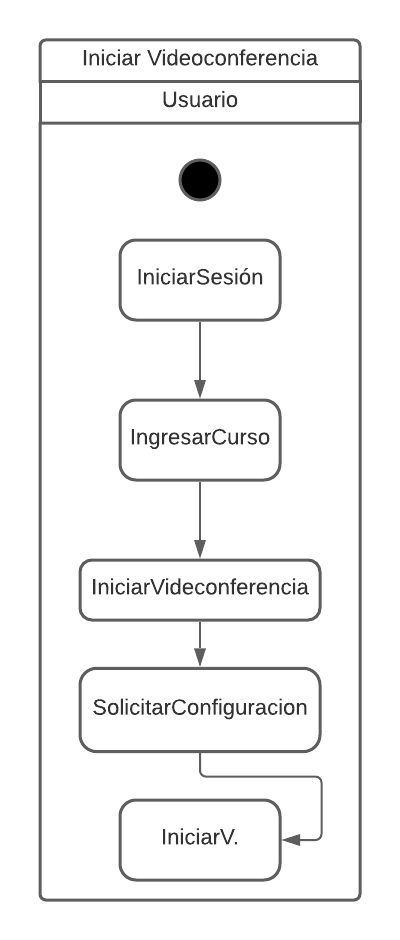 Iniciar Videoconferencia
Usuario
IniciarSesión
IngresarCurso
IniciarVideconferencia
SolicitarConfiguracion
IniciarV.